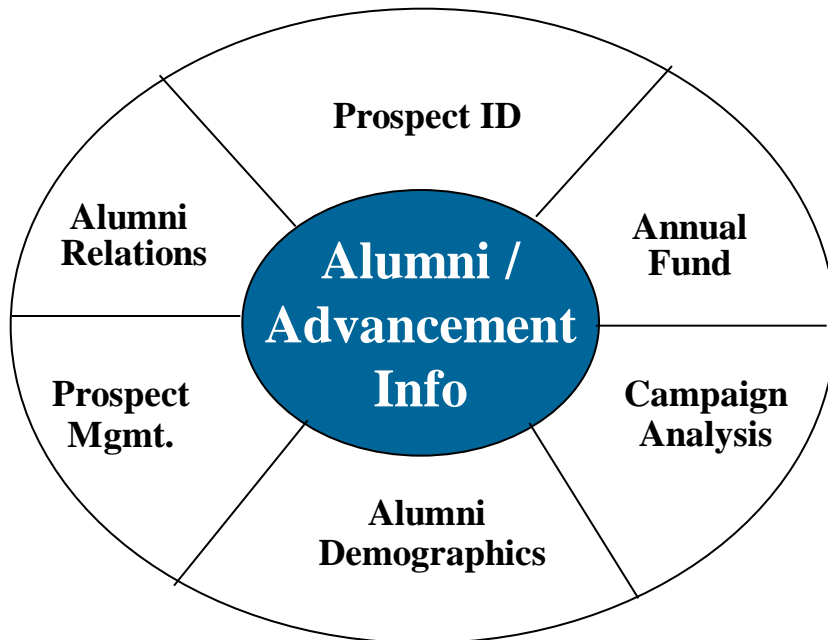 Prospect ID
Alumni
Relations
Annual
Fund
Alumni /
Advancement
Info
Prospect
Mgmt.
Campaign
Analysis
Alumni
Demographics